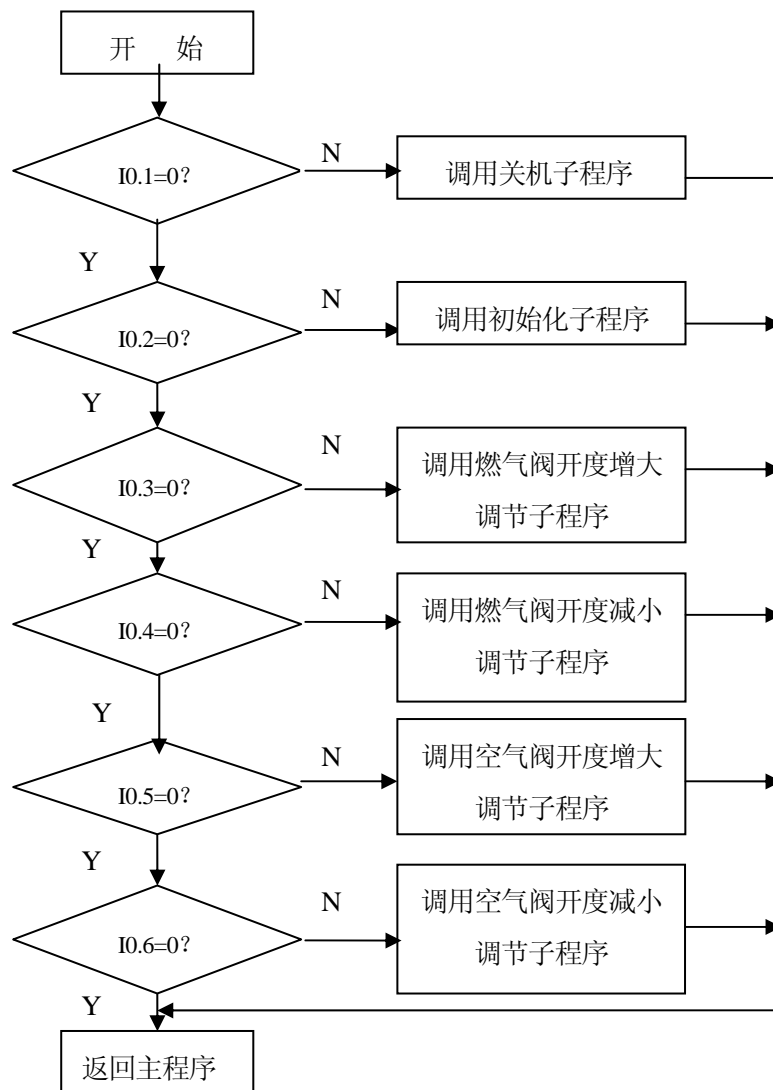 开 始
I0.1=0?
N
调用关机子程序
Y
I0.2=0?
N
调用初始化子程序
Y
I0.3=0?
N
调用燃气阀开度增大
调节子程序
Y
I0.4=0?
N
调用燃气阀开度减小
调节子程序
Y
I0.5=0?
N
调用空气阀开度增大
调节子程序
Y
I0.6=0?
N
调用空气阀开度减小
调节子程序
Y
返回主程序